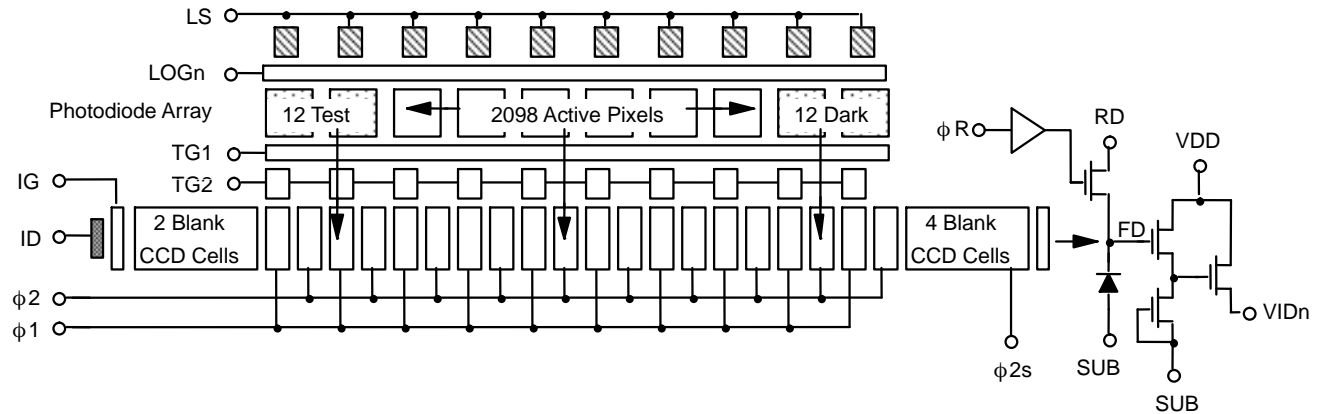 LS
LOGn
Photodiode Array
12 Test
2098 Active Pixels
12 Dark
TG1
TG2
IG
ID
2 Blank
CCD Cells
4 Blank
CCD Cells
ϕ2
ϕ1
ϕ2s
ϕR
RD
VDD
FD
VIDn
SUB
SUB